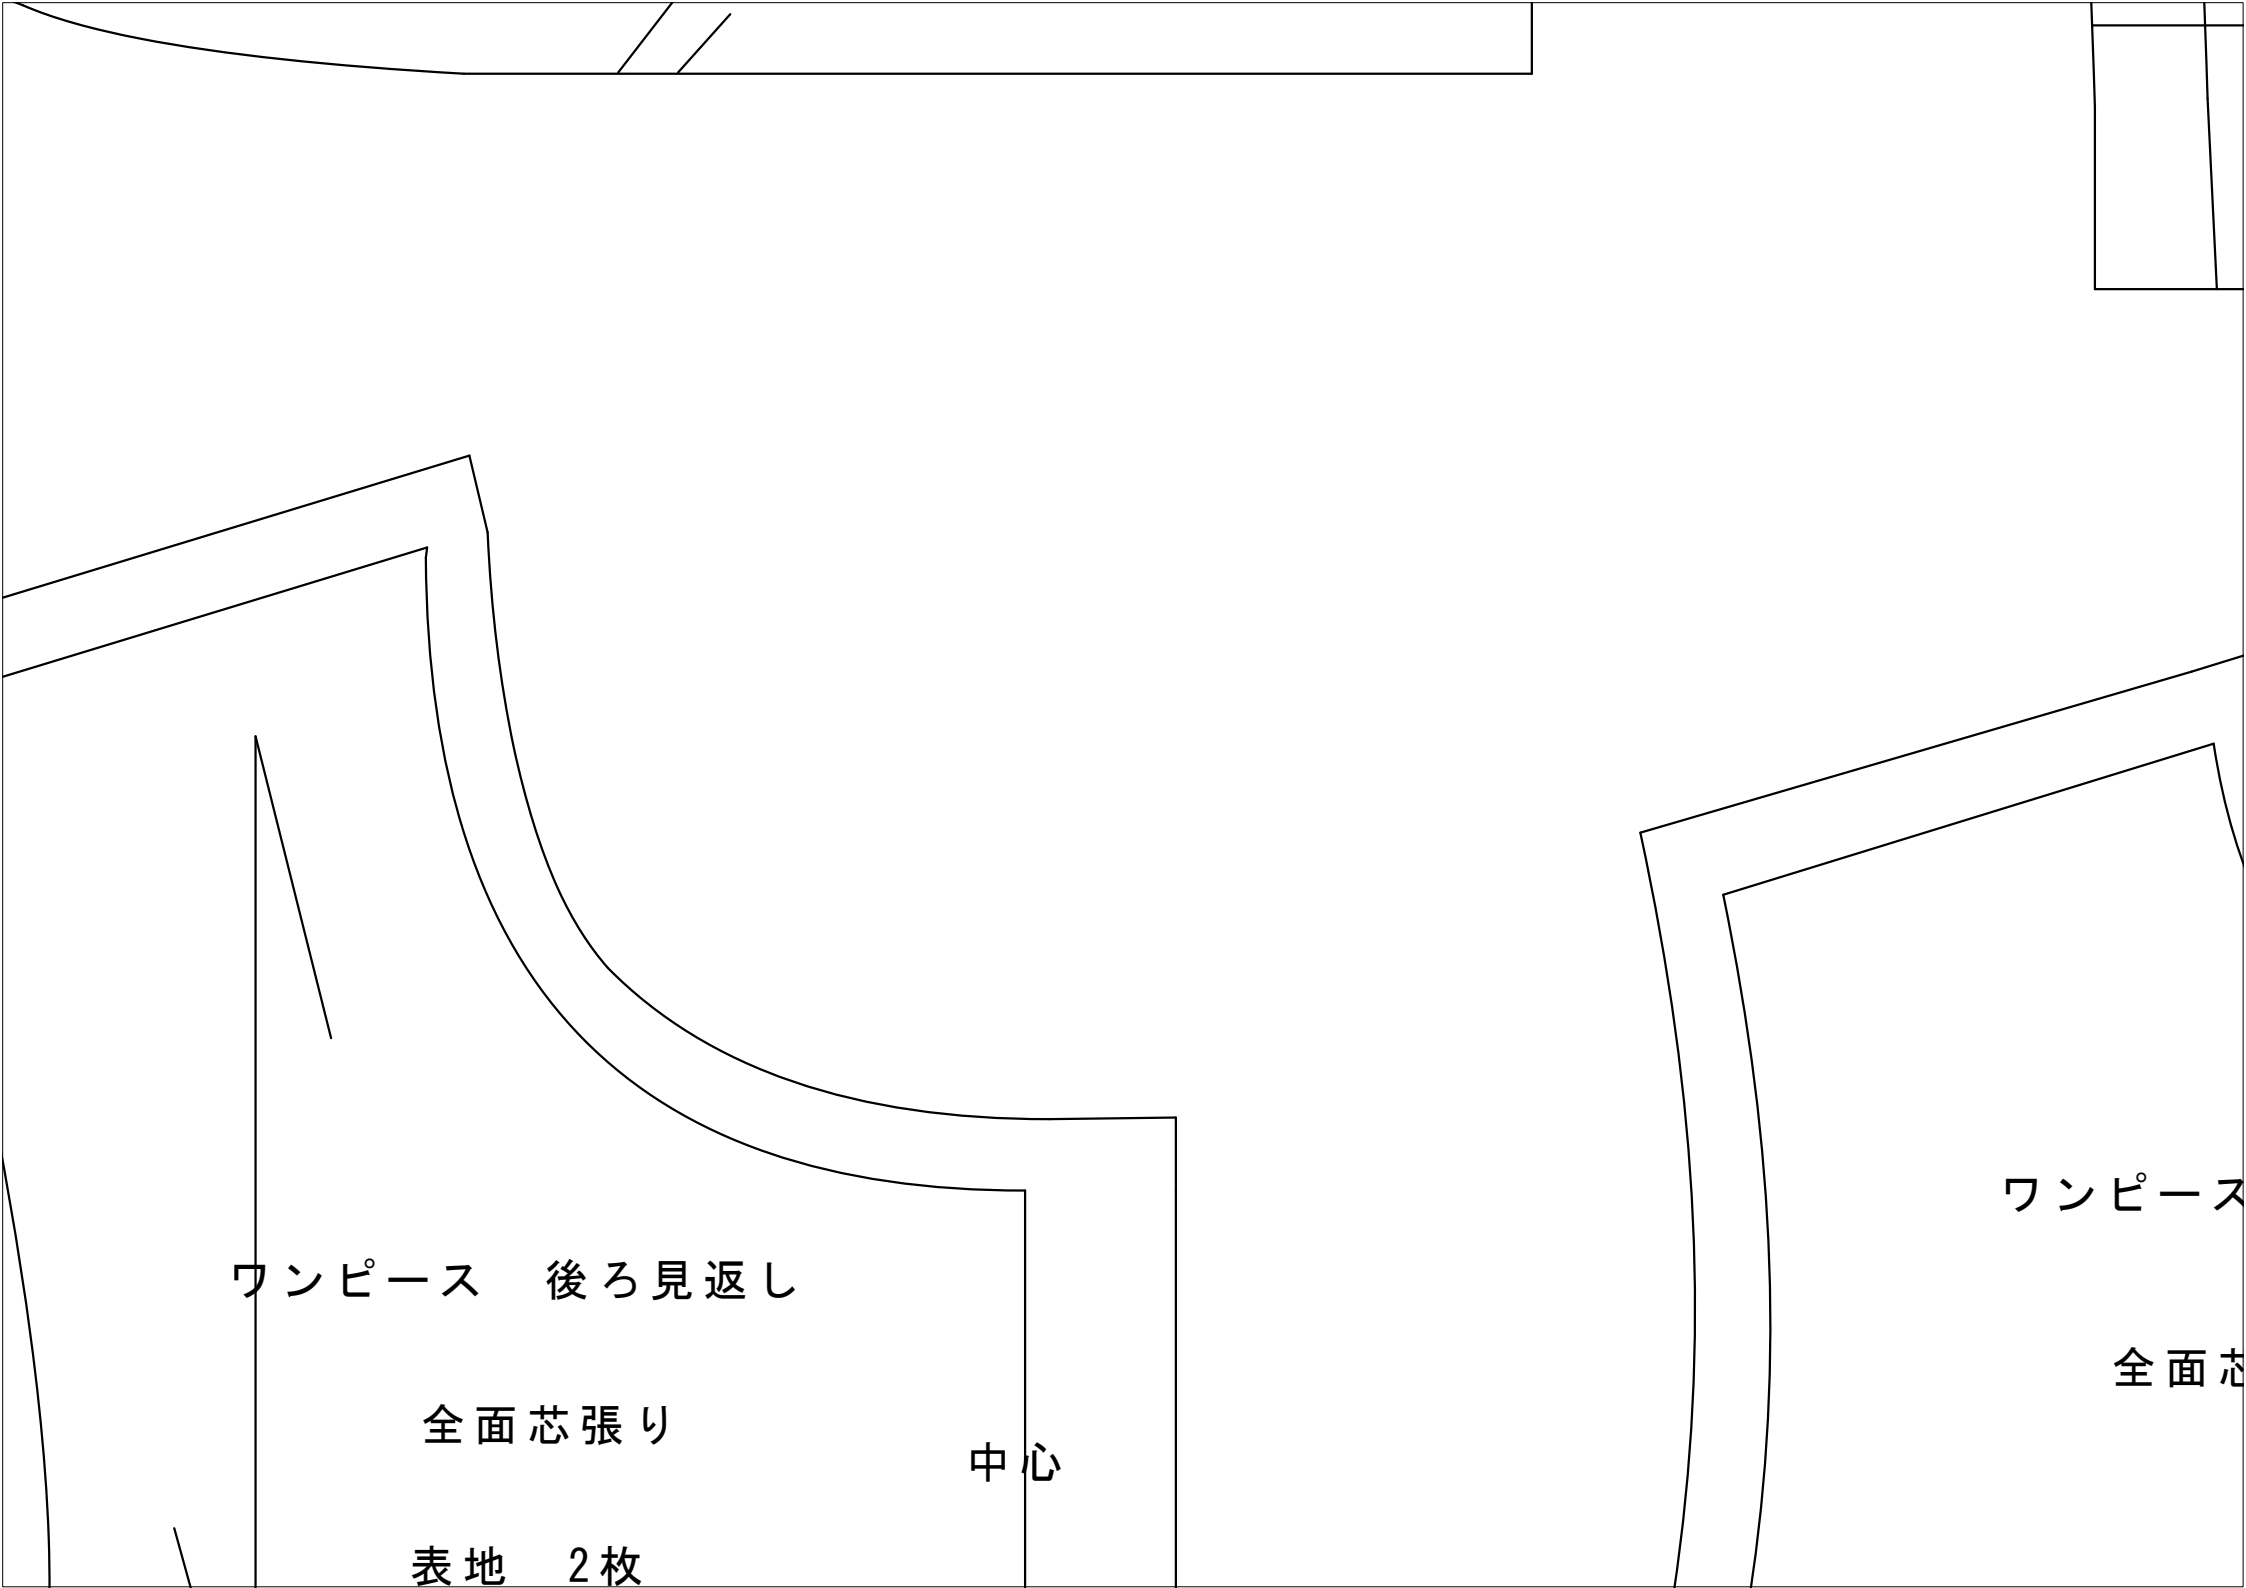 ワンピース
ワンピース　後ろ見返し
全面芯
全面芯張り
中心
表地　2枚